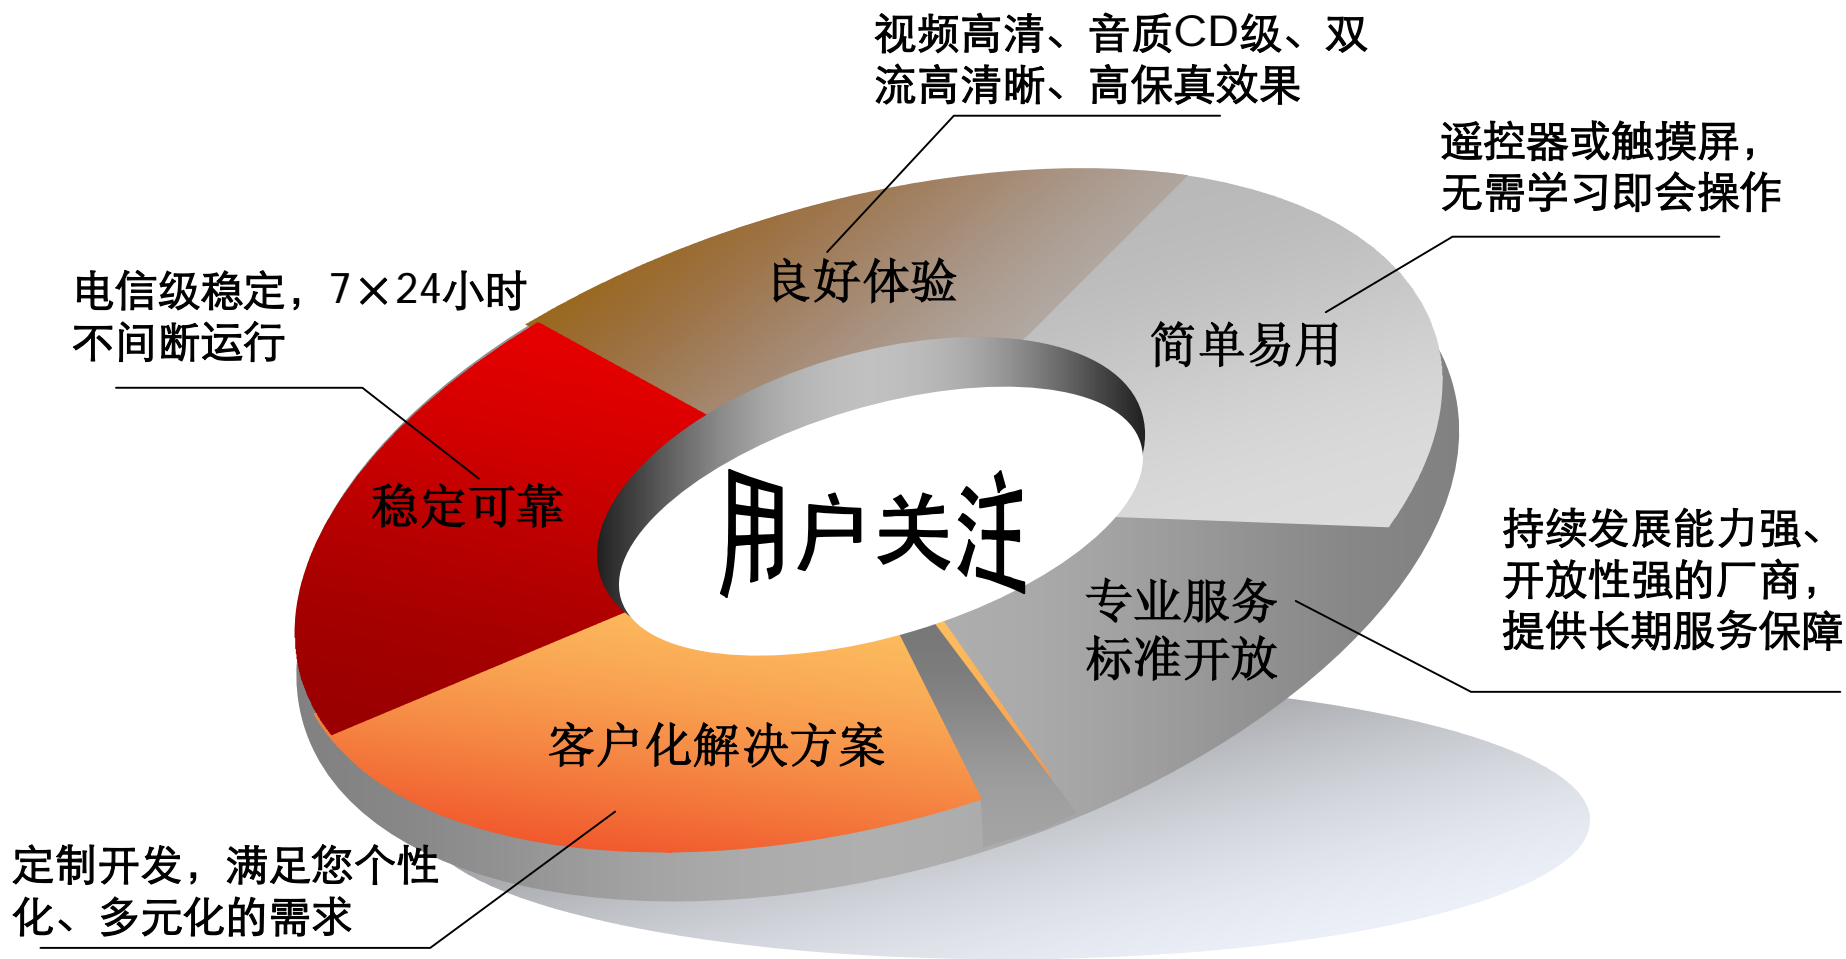 视频高清、音质CD级、双
流高清晰、高保真效果
遥控器或触摸屏，
无需学习即会操作
良好体验
电信级稳定，7×24小时
不间断运行
简单易用
稳定可靠
用户关注
持续发展能力强、
开放性强的厂商，
提供长期服务保障
专业服务
标准开放
客户化解决方案
定制开发，满足您个性
化、多元化的需求